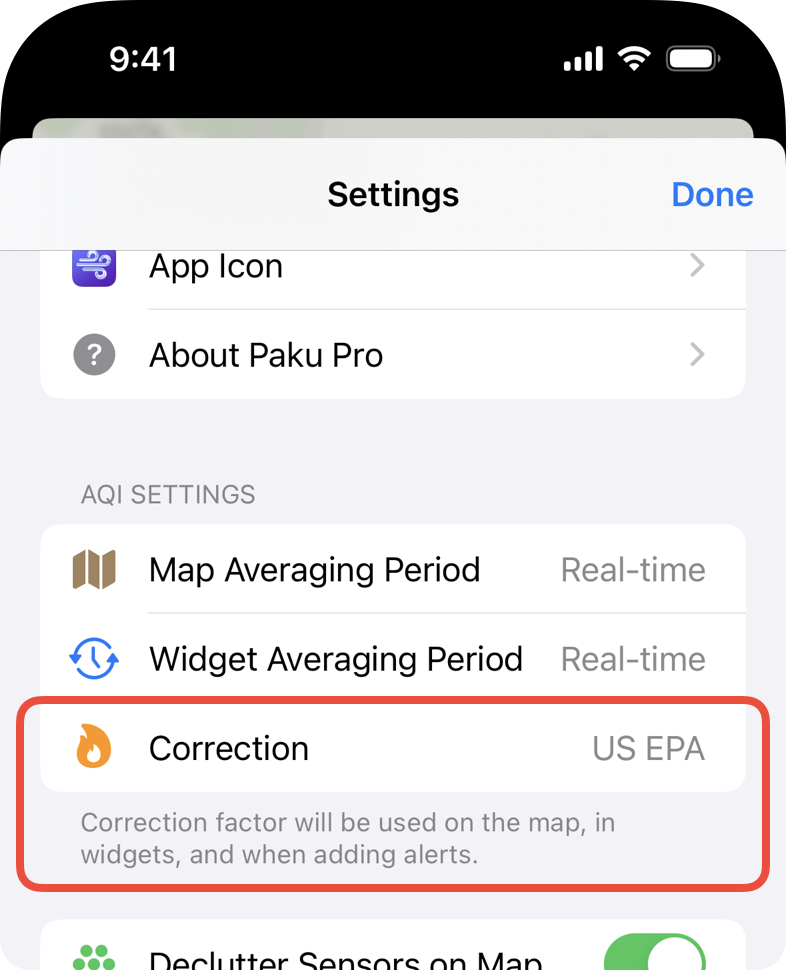 9:41
Settings
Done
App Icon
?
About Paku Pro
AQI SETTINGS
Map Averaging Period
Real-time
Widget Averaging Period
Real-time
Correction
US EPA
Correction factor will be used on the map, in
widgets, and when adding alerts.
Declutter Sensors on Map